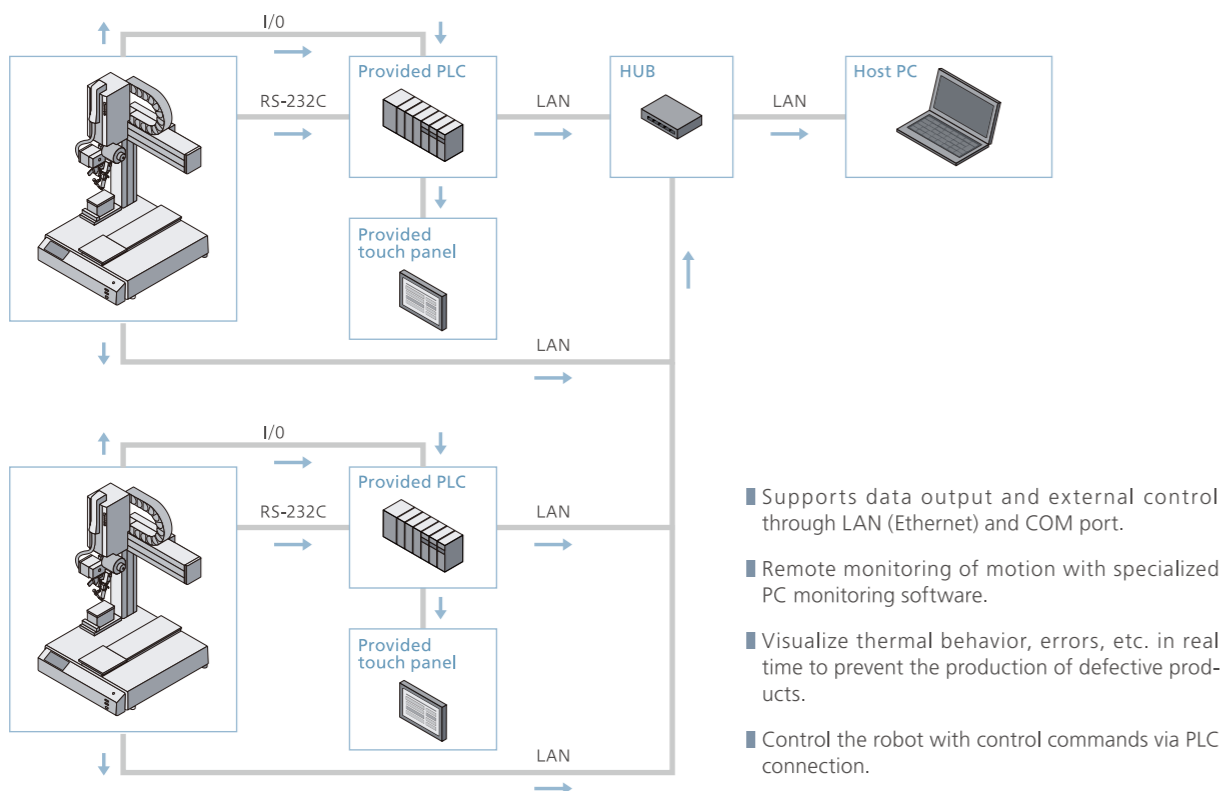 I/0
RS-232C
Provided PLC
LAN
HUB
LAN
Host PC
Provided
touch panel
LAN
I/0
RS-232C
Provided PLC
LAN
Provided
touch panel
LAN
Supports data output and external control
through LAN (Ethernet) and COM port.
Remote monitoring of motion with specialized
PC monitoring software.
Visualize thermal behavior, errors, etc. in real
time to prevent the production of defective prod-
ucts.
Control the robot with control commands via PLC
connection.